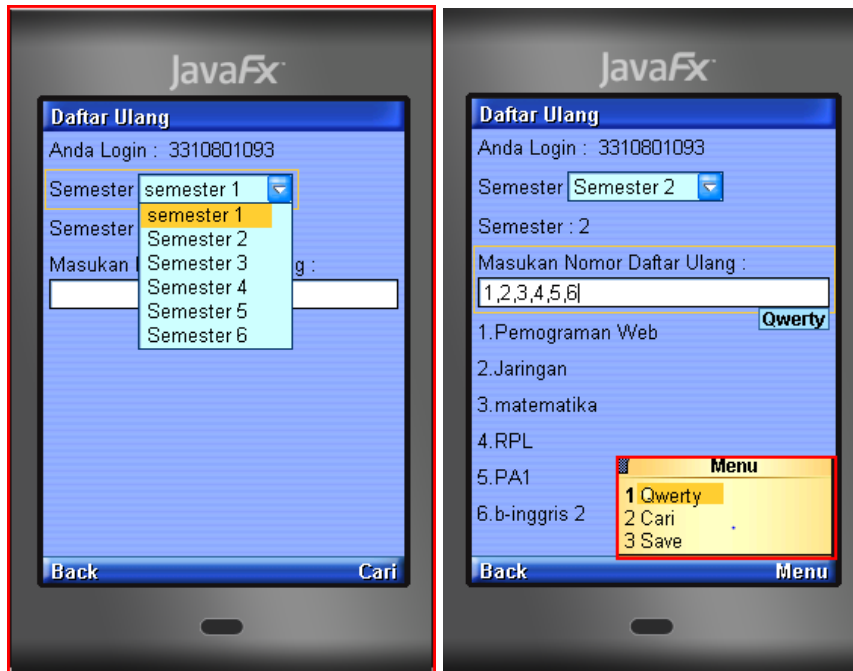 JavaFx
Daftar Ulang
Anda Login : 3310801093
Semester semester 1
semester 1
Semester
Semester 2
Masukan
Semester 3
g :
Semester 4
Semester 5
Semester 6
Back Cari
JavaFx
Daftar Ulang
Anda Login : 3310801093
Semester Semester 2
Semester : 2
Masukan Nomor Daftar Ulang :
1,2,3,4,5,6
Qwerty
1.Pemograman Web
2.Jaringan
3.matematika
4.RPL
5.PA1
6.b-inggris 2
Menu
1 Qwerty
2 Cari
3 Save
Back Menu